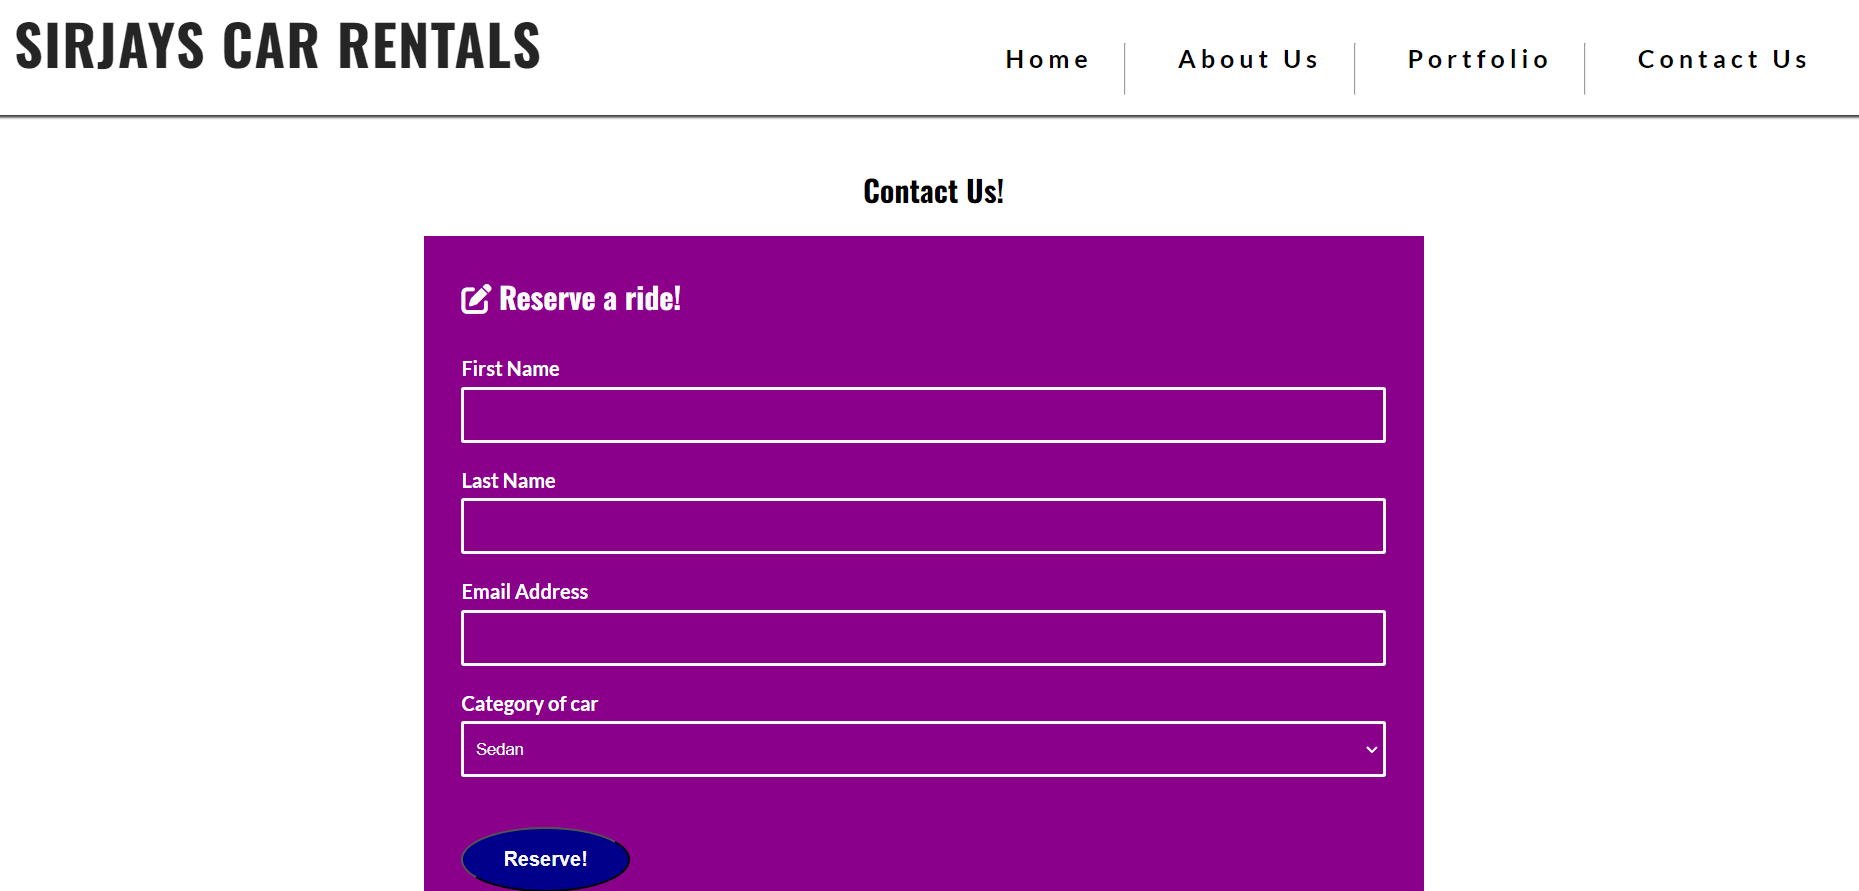 SIRJAYS CAR RENTALS
Home
About Us
Portfolio
Contact Us
Contact Us!
Reserve a ride!
First Name
Last Name
Email Address
Category of car
Sedan
Reserve!